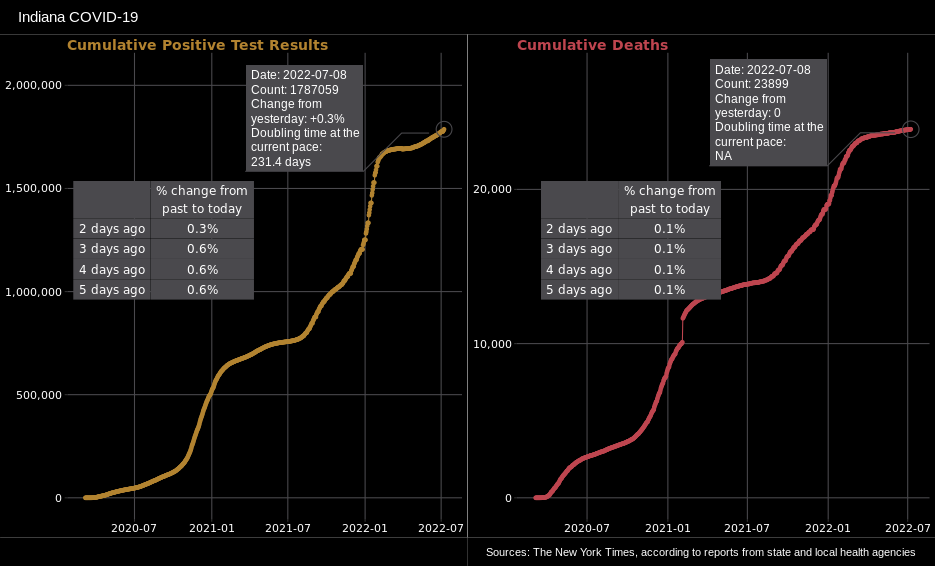 Indiana COVID-19
Cumulative Positive Test Results
2,000,000
1,500,000
1,000,000
500,000
0
Date: 2022-07-08
Count: 1787059
Change from
yesterday: +0.3%
Doubling time at the
current pace:
231.4 days
% change from
past to today
2 days ago 0.3%
3 days ago 0.6%
4 days ago 0.6%
5 days ago 0.6%
2020-07 2021-01 2021-07 2022-01 2022-07
Cumulative Deaths
20,000
10,000
0
Date: 2022-07-08
Count: 23899
Change from
yesterday: 0
Doubling time at the
current pace:
NA
% change from
past to today
2 days ago 0.1%
3 days ago 0.1%
4 days ago 0.1%
5 days ago 0.1%
2020-07 2021-01 2021-07 2022-01 2022-07
Sources: The New York Times, according to reports from state and local health agencies